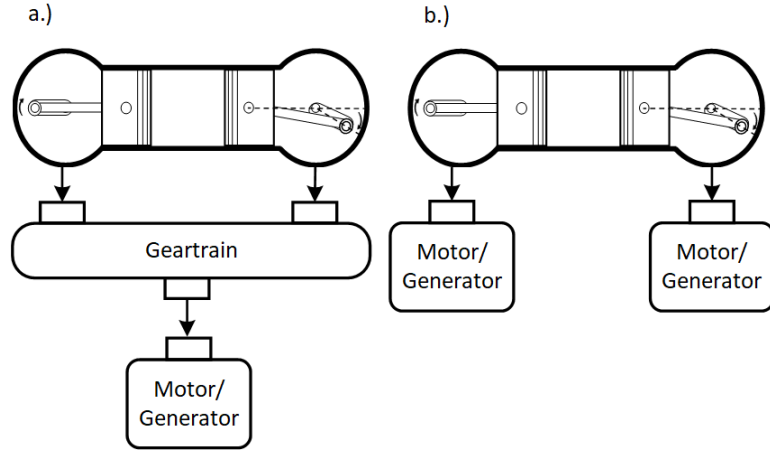 a.)
b.)
Geartrain
Motor/
Generator
Motor/
Generator
Motor/
Generator